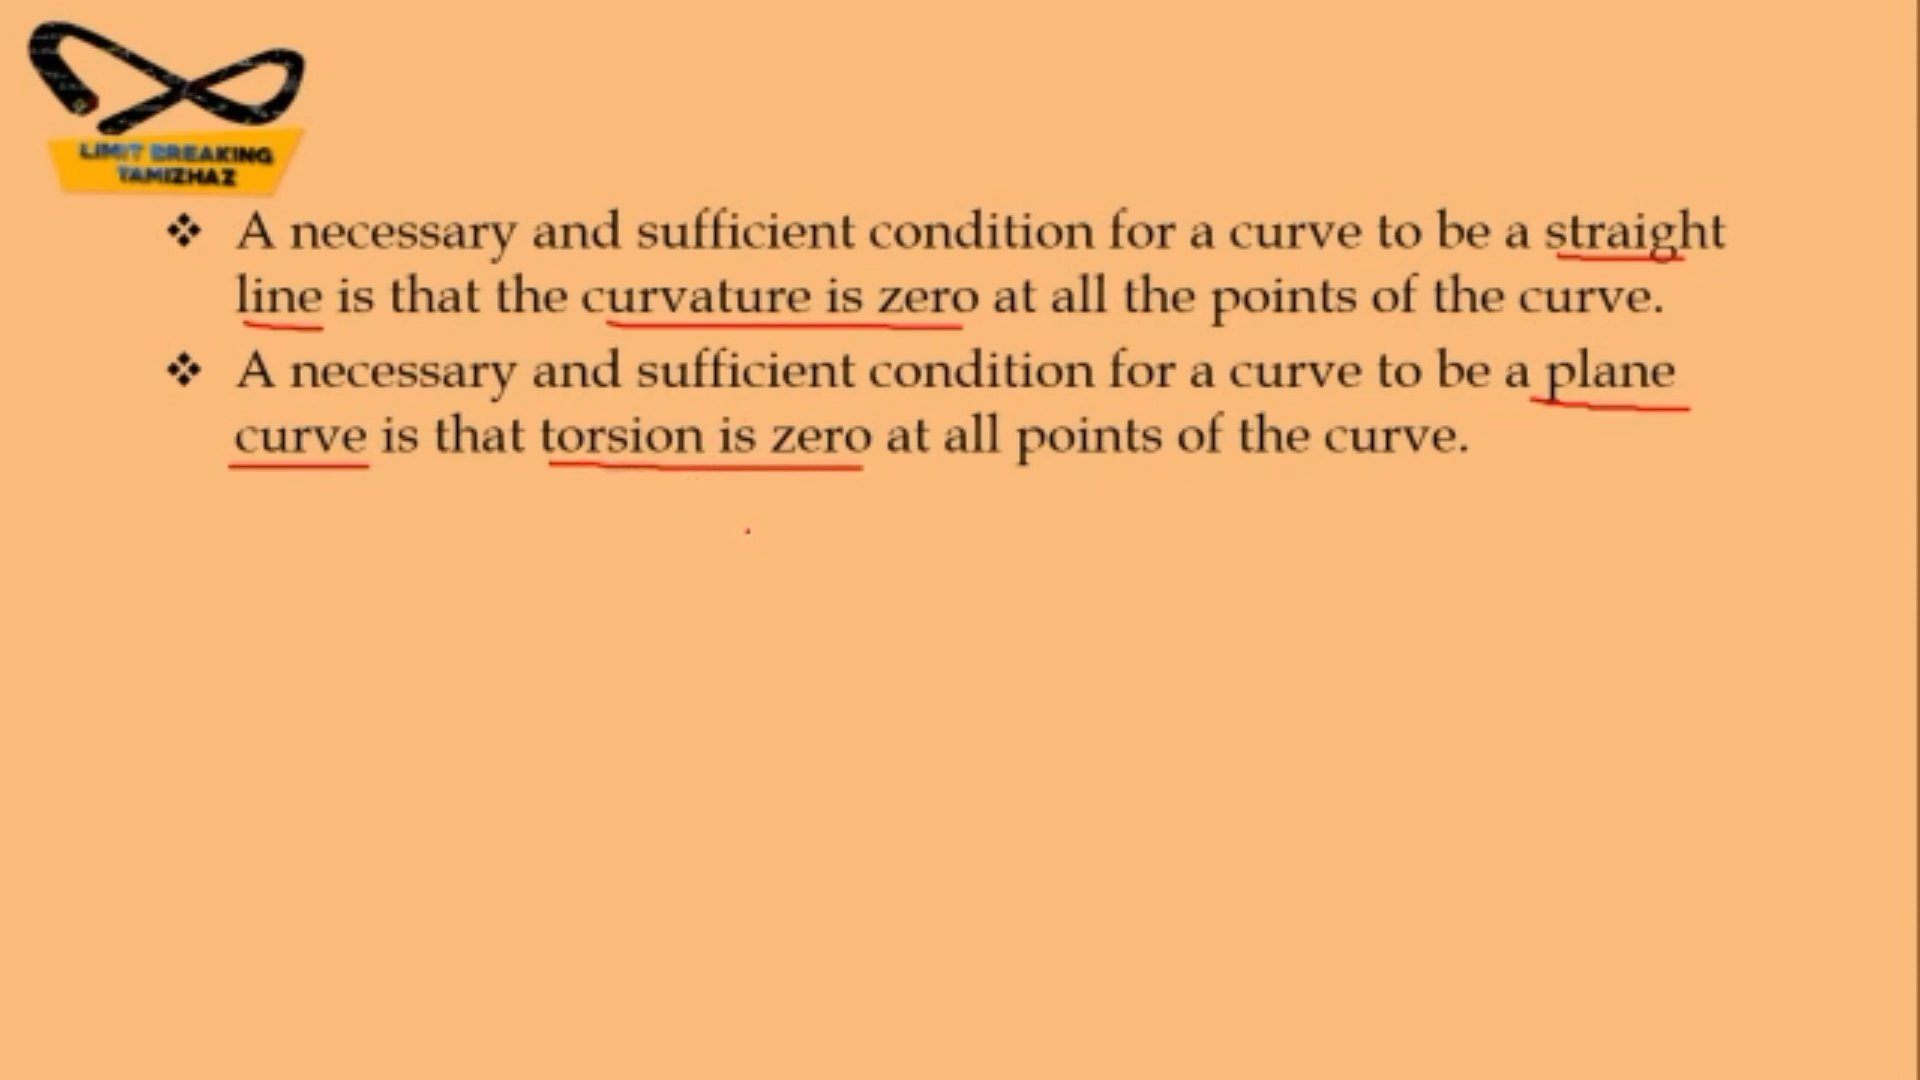 LIMIT BREAKING
TAMIZHAZ
❖ A necessary and sufficient condition for a curve to be a straight
line is that the curvature is zero at all the points of the curve.
❖ A necessary and sufficient condition for a curve to be a plane
curve is that torsion is zero at all points of the curve.